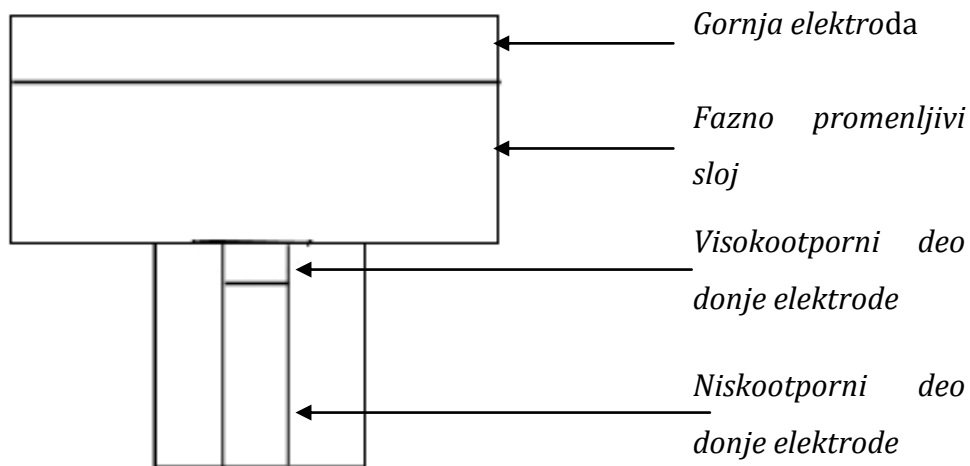 Gornja elektroda
Fazno promenljivi
sloj
Visokootporni deo
donje elektrode
Niskootporni deo
donje elektrode